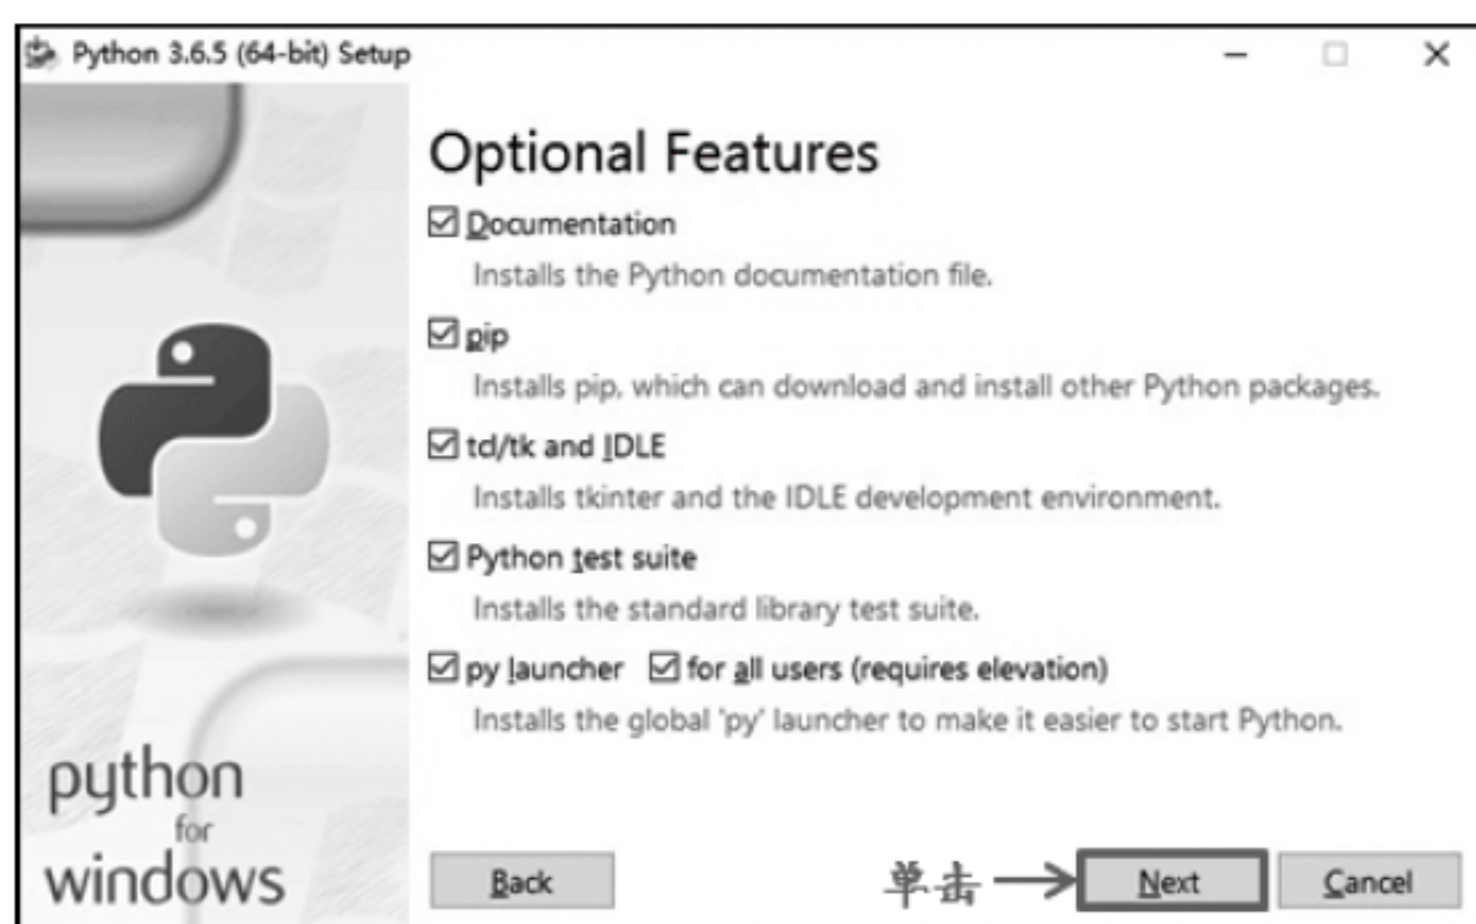 Python 3.6.5 (64-bit) Setup
Optional Features
Documentation
Installs the Python documentation file.
pip
Installs pip, which can download and install other Python packages.
tcl/tk and IDLE
Installs tkinter and the IDLE development environment.
Python test suite
Installs the standard library test suite.
py launcher for all users (requires elevation)
Installs the global 'py' launcher to make it easier to start Python.
python
for
windows
Back 单击 Next Cancel